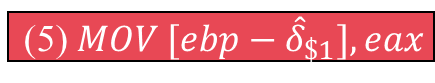 (5) MOV [ebp − δ̂$1], eax